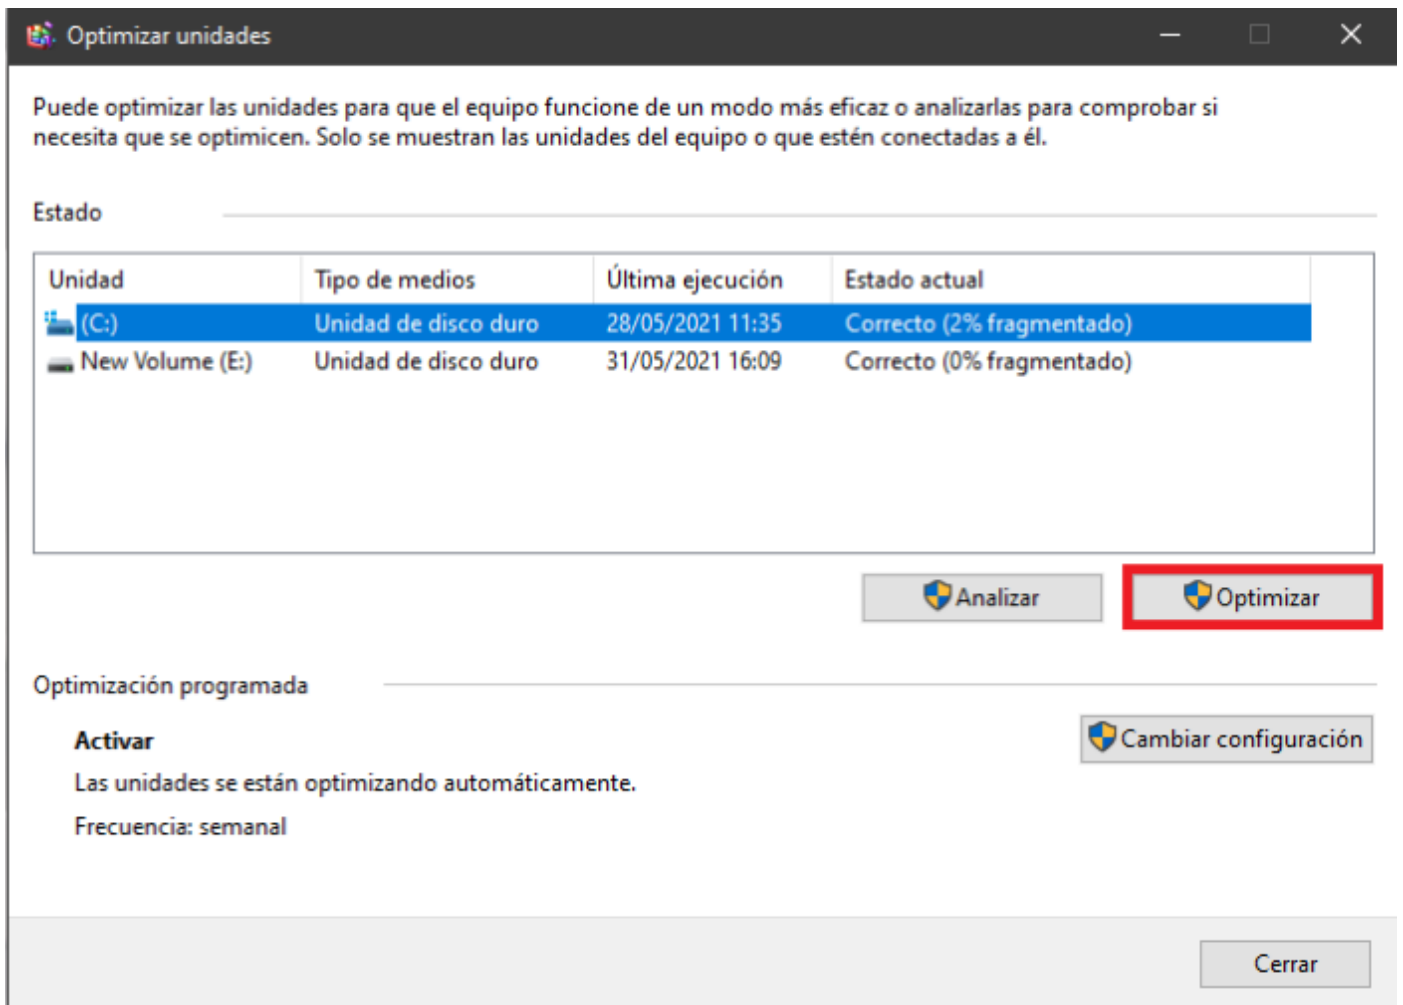 Optimizar unidades
Puede optimizar las unidades para que el equipo funcione de un modo más eficaz o analizarlas para comprobar si
necesita que se optimicen. Solo se muestran las unidades del equipo o que estén conectadas a él.
Estado
Unidad Tipo de medios Última ejecución Estado actual
(C:) Unidad de disco duro 28/05/2021 11:35 Correcto (2% fragmentado)
New Volume (E:) Unidad de disco duro 31/05/2021 16:09 Correcto (0% fragmentado)
Analizar Optimizar
Optimización programada
Activar
Cambiar configuración
Las unidades se están optimizando automáticamente.
Frecuencia: semanal
Cerrar